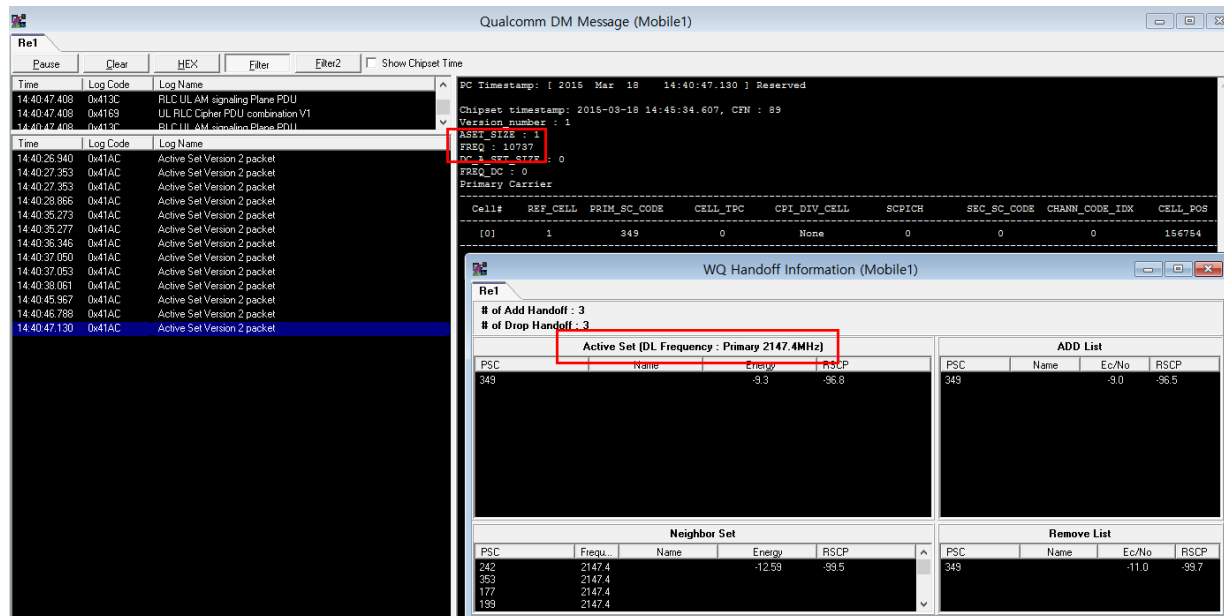 Qualcomm DM Message (Mobile1)
Re1
Pause Clear HEX Filter Filter2 Show Chipset Time
Time Log Code Log Name
14:40:47.408 0x413C RLC UL AM signaling Plane PDU
14:40:47.408 0x4169 UL RLC Cipher PDU combination V1
14:40:47.408 0x413C RLC UL AM signaling Plane PDU
Time Log Code Log Name
14:40:26.940 0x41AC Active Set Version 2 packet
14:40:27.353 0x41AC Active Set Version 2 packet
14:40:27.353 0x41AC Active Set Version 2 packet
14:40:28.866 0x41AC Active Set Version 2 packet
14:40:35.273 0x41AC Active Set Version 2 packet
14:40:35.277 0x41AC Active Set Version 2 packet
14:40:36.346 0x41AC Active Set Version 2 packet
14:40:37.050 0x41AC Active Set Version 2 packet
14:40:37.053 0x41AC Active Set Version 2 packet
14:40:38.061 0x41AC Active Set Version 2 packet
14:40:45.967 0x41AC Active Set Version 2 packet
14:40:46.788 0x41AC Active Set Version 2 packet
14:40:47.130 0x41AC Active Set Version 2 packet
PC Timestamp: [ 2015 Mar 18 14:40:47.130 ] Reserved
Chipset timestamp: 2015-03-18 14:45:34.607, CFN : 89
Version_number : 1
ASET_SIZE : 1
FREQ : 10737
DC_A_SET_SIZE : 0
FREQ_DC : 0
Primary Carrier
Cell# REF_CELL PRIM_SC_CODE CELL_TPC CPI_DIV_CELL SCPICH SEC_SC_CODE CHANN_CODE_IDX CELL_POS
[0] 1 349 0 None 0 0 0 156754
WQ Handoff Information (Mobile1)
Re1
# of Add Handoff : 3
# of Drop Handoff : 3
Active Set (DL Frequency : Primary 2147.4MHz)
PSC Name Energy RSCP
349 -9.3 -96.8
ADD List
PSC Name Ec/No RSCP
349 -9.0 -96.5
Neighbor Set
PSC Frequ... Name Energy RSCP
242 2147.4 -12.59 -99.5
353 2147.4
177 2147.4
199 2147.4
Remove List
PSC Name Ec/No RSCP
349 -11.0 -99.7